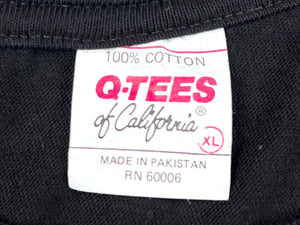 100% COTTON
Q-TEES
of California®
XL
MADE IN PAKISTAN
RN 60006